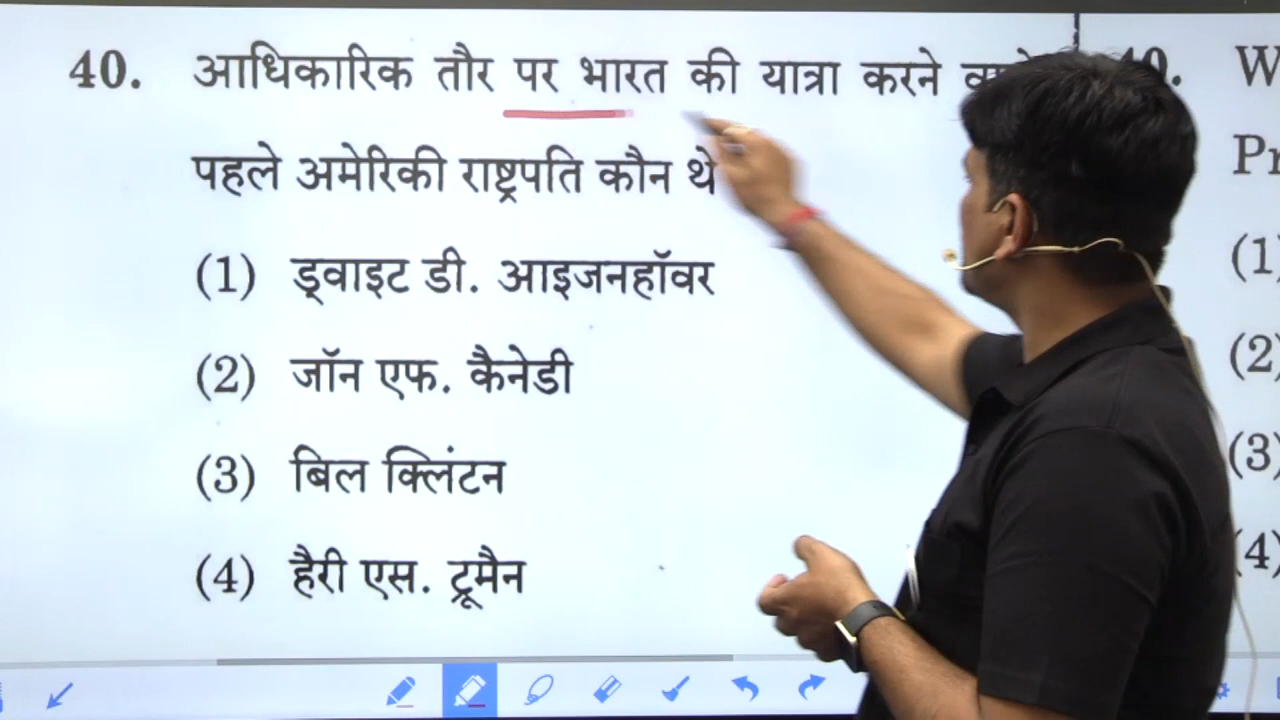 40. आधिकारिक तौर पर भारत की यात्रा करने
पहले अमेरिकी राष्ट्रपति कौन थे
(1) ड्वाइट डी. आइजनहॉवर
(2) जॉन एफ. कैनेडी
(3) बिल क्लिंटन
(4) हैरी एस. ट्रूमैन
40. W
Pr
(1)
(2)
(3)
(4)